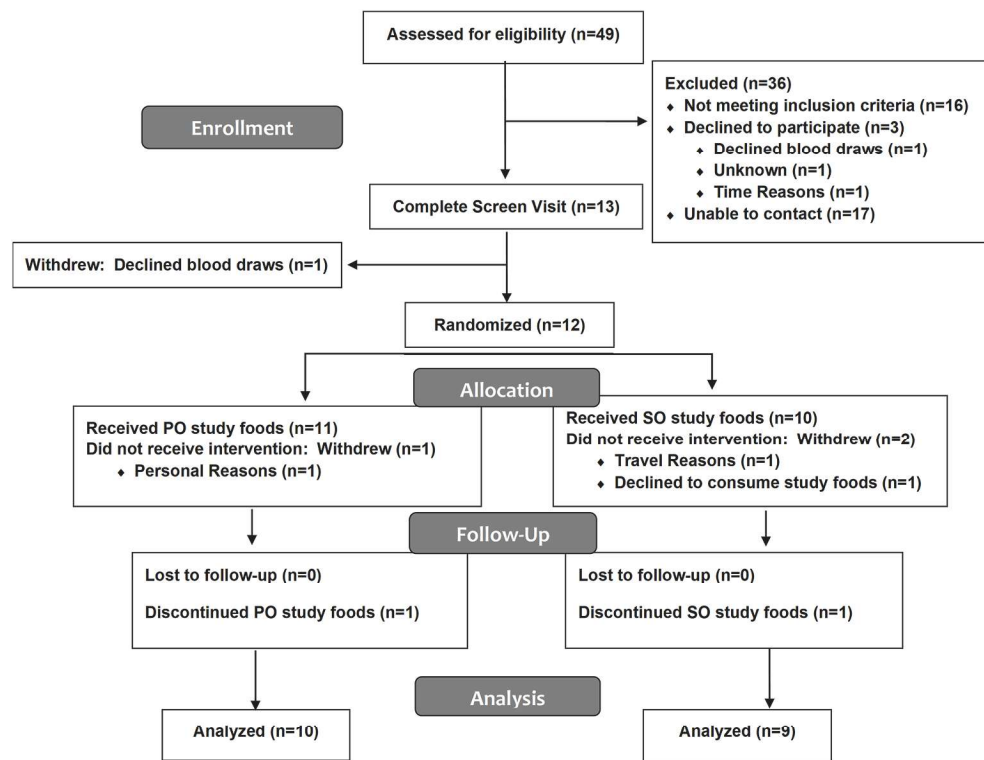 Assessed for eligibility (n=49)
Excluded (n=36)
♦ Not meeting inclusion criteria (n=16)
♦ Declined to participate (n=3)
♦ Declined blood draws (n=1)
♦ Unknown (n=1)
♦ Time Reasons (n=1)
♦ Unable to contact (n=17)
Enrollment
Complete Screen Visit (n=13)
Withdrew: Declined blood draws (n=1)
Randomized (n=12)
Allocation
Received PO study foods (n=11)
Did not receive intervention: Withdrew (n=1)
♦ Personal Reasons (n=1)
Received SO study foods (n=10)
Did not receive intervention: Withdrew (n=2)
♦ Travel Reasons (n=1)
♦ Declined to consume study foods (n=1)
Follow-Up
Lost to follow-up (n=0)
Discontinued PO study foods (n=1)
Lost to follow-up (n=0)
Discontinued SO study foods (n=1)
Analysis
Analyzed (n=10)
Analyzed (n=9)